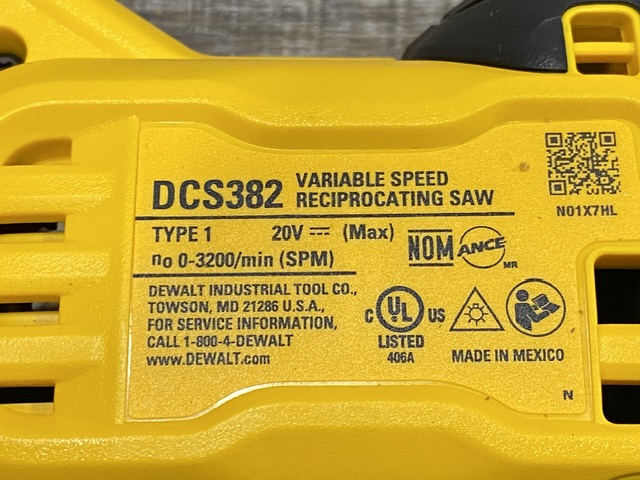 DCS382 VARIABLE SPEED
RECIPROCATING SAW
N01X7HL
TYPE 1 20V ⎓ (Max)
no 0-3200/min (SPM)
NOM ANCE MR
DEWALT INDUSTRIAL TOOL CO.,
TOWSON, MD 21286 U.S.A.,
FOR SERVICE INFORMATION,
CALL 1-800-4-DEWALT
www.DEWALT.com
C UL US
LISTED
406A
MADE IN MEXICO
N